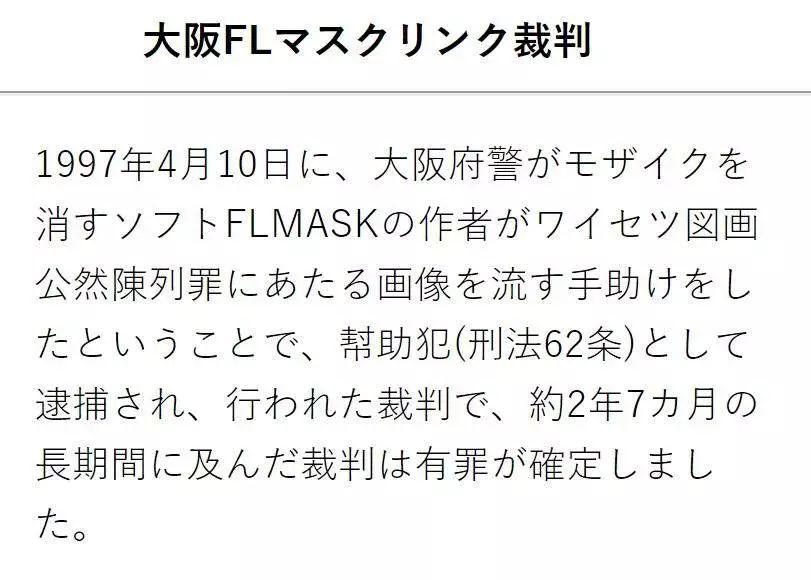 大阪FLマスクリンク裁判
1997年4月10日に、大阪府警がモザイクを
消すソフトFLMASKの作者がワイセツ図画
公然陳列罪にあたる画像を流す手助けをし
たということで、幇助犯(刑法62条)として
逮捕され、行われた裁判で、約2年7カ月の
長期間に及んだ裁判は有罪が確定しまし
た。